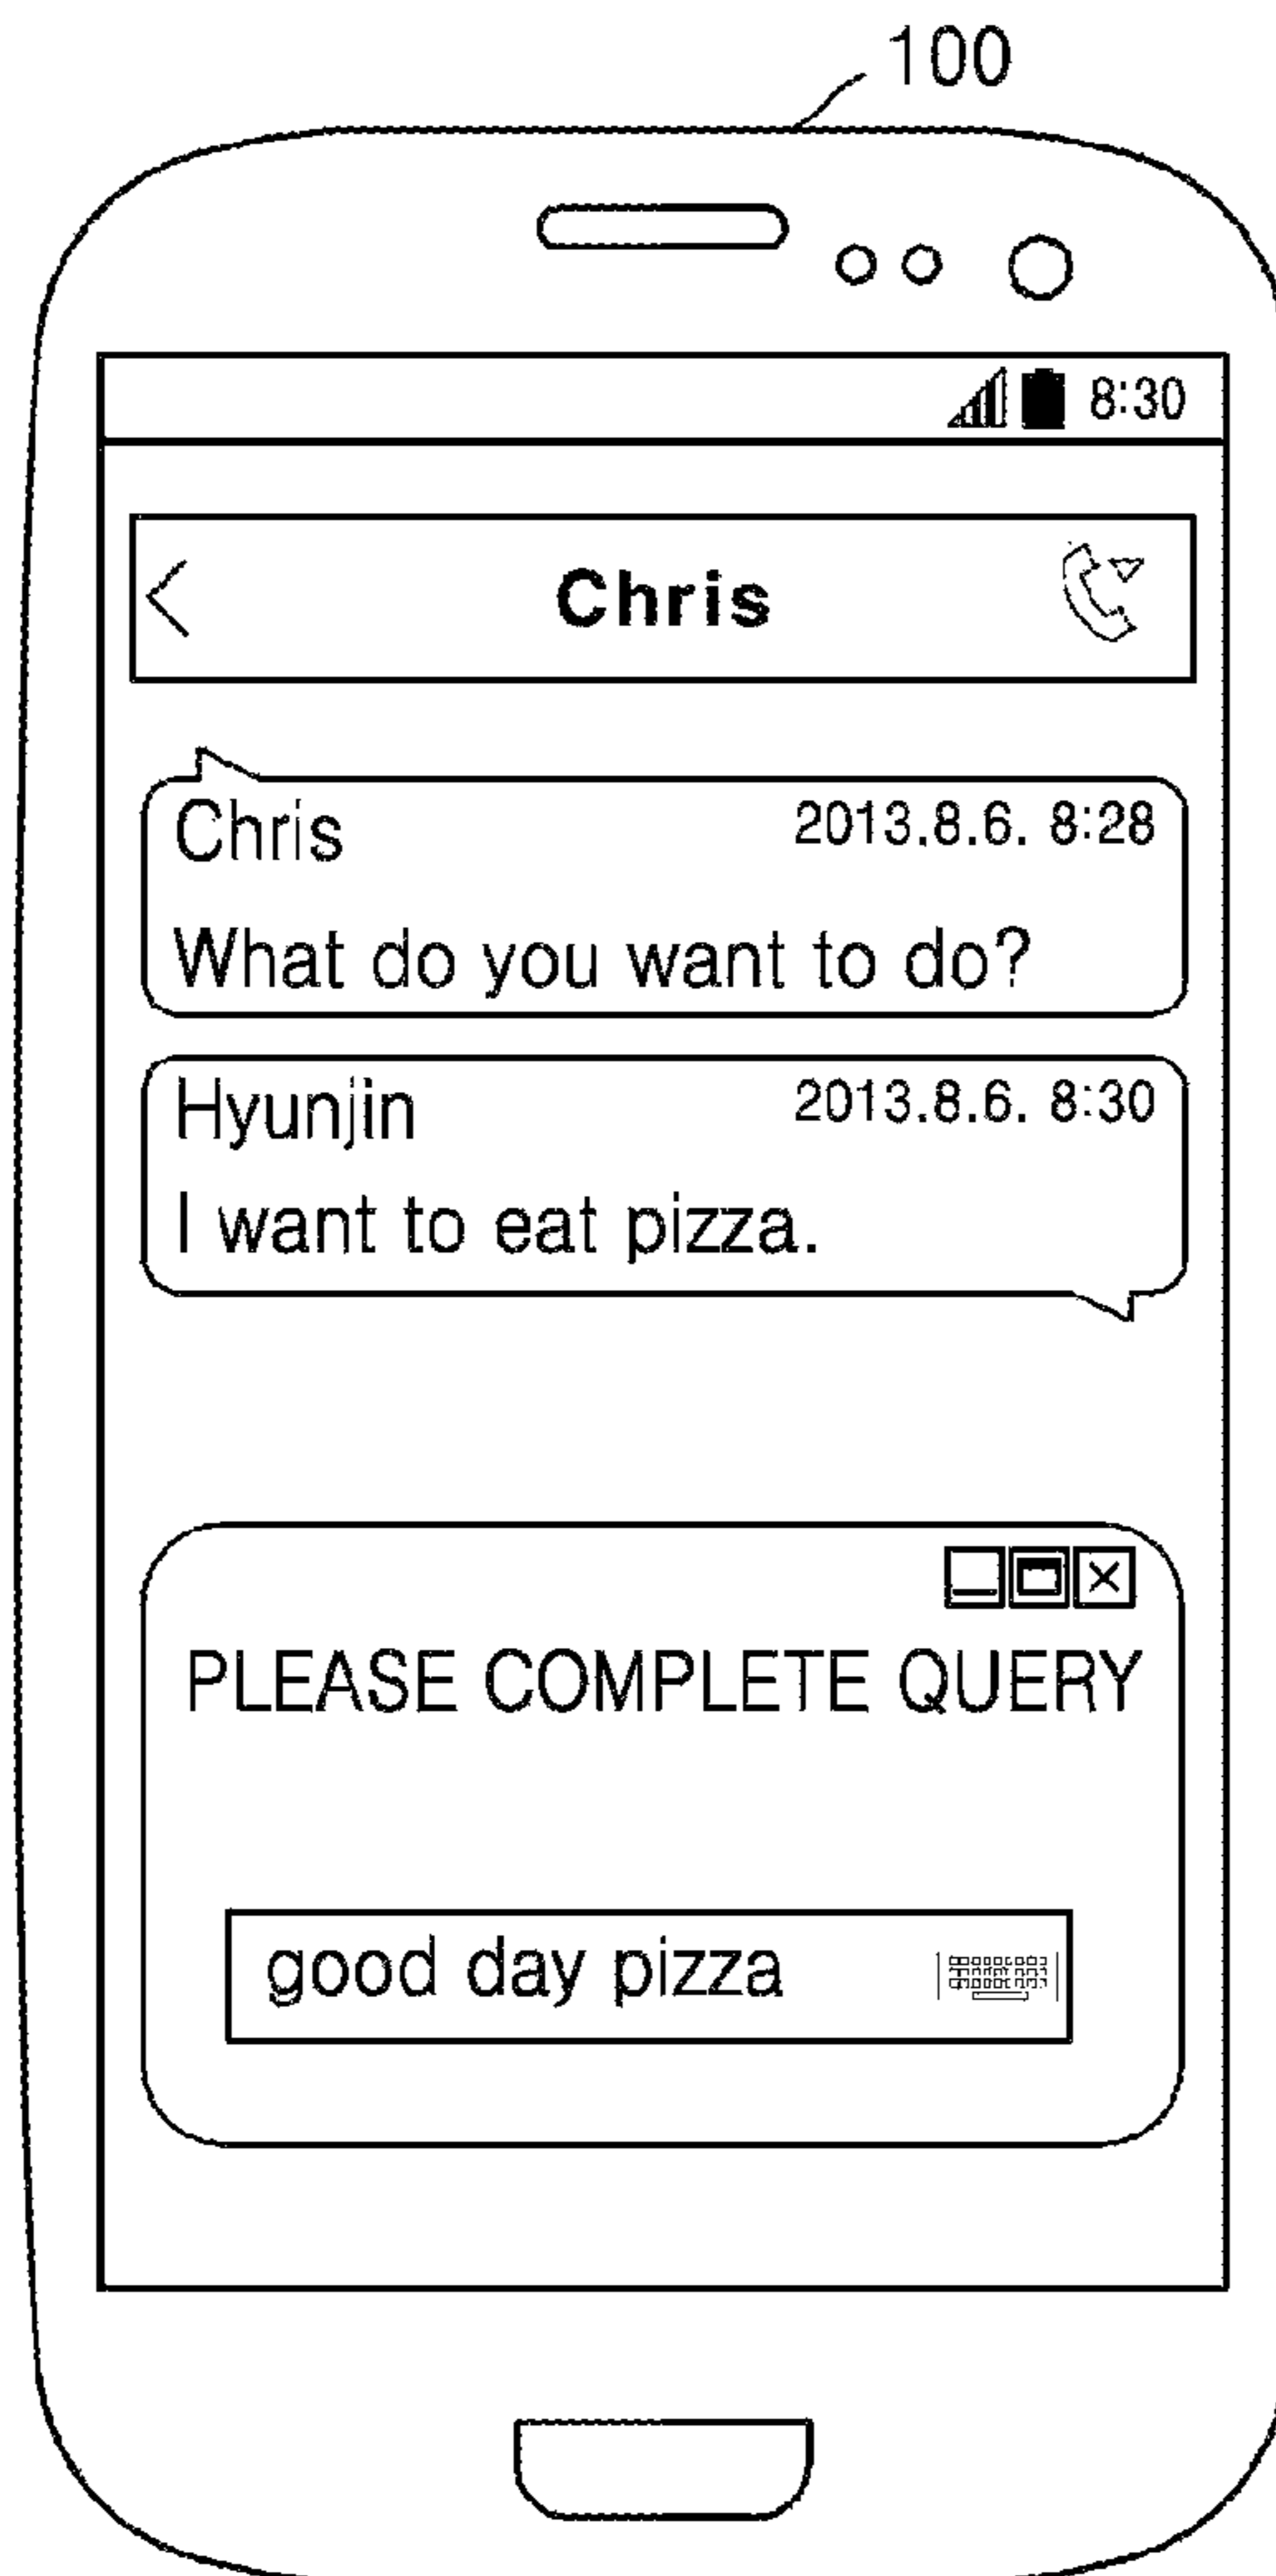 100
8:30
Chris
Chris 2013.8.6. 8:28
What do you want to do?
Hyunjin 2013.8.6. 8:30
I want to eat pizza.
PLEASE COMPLETE QUERY
good day pizza